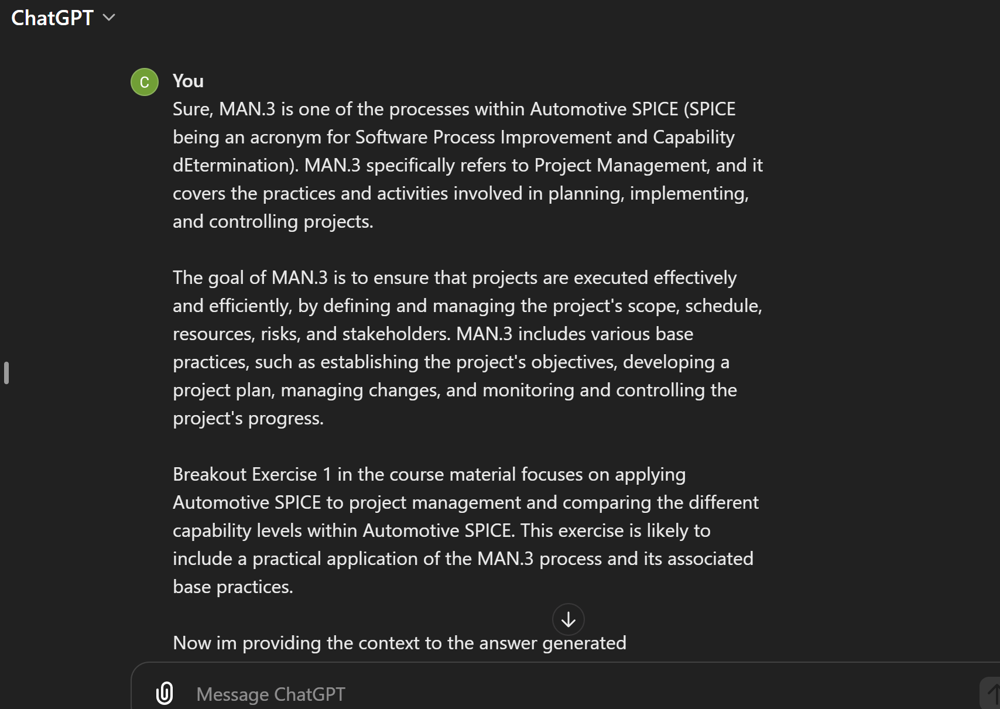 ChatGPT
C
You
Sure, MAN.3 is one of the processes within Automotive SPICE (SPICE
being an acronym for Software Process Improvement and Capability
dEtermination). MAN.3 specifically refers to Project Management, and it
covers the practices and activities involved in planning, implementing,
and controlling projects.
The goal of MAN.3 is to ensure that projects are executed effectively
and efficiently, by defining and managing the project's scope, schedule,
resources, risks, and stakeholders. MAN.3 includes various base
practices, such as establishing the project's objectives, developing a
project plan, managing changes, and monitoring and controlling the
project's progress.
Breakout Exercise 1 in the course material focuses on applying
Automotive SPICE to project management and comparing the different
capability levels within Automotive SPICE. This exercise is likely to
include a practical application of the MAN.3 process and its associated
base practices.
Now im providing the context to the answer generated
Message ChatGPT